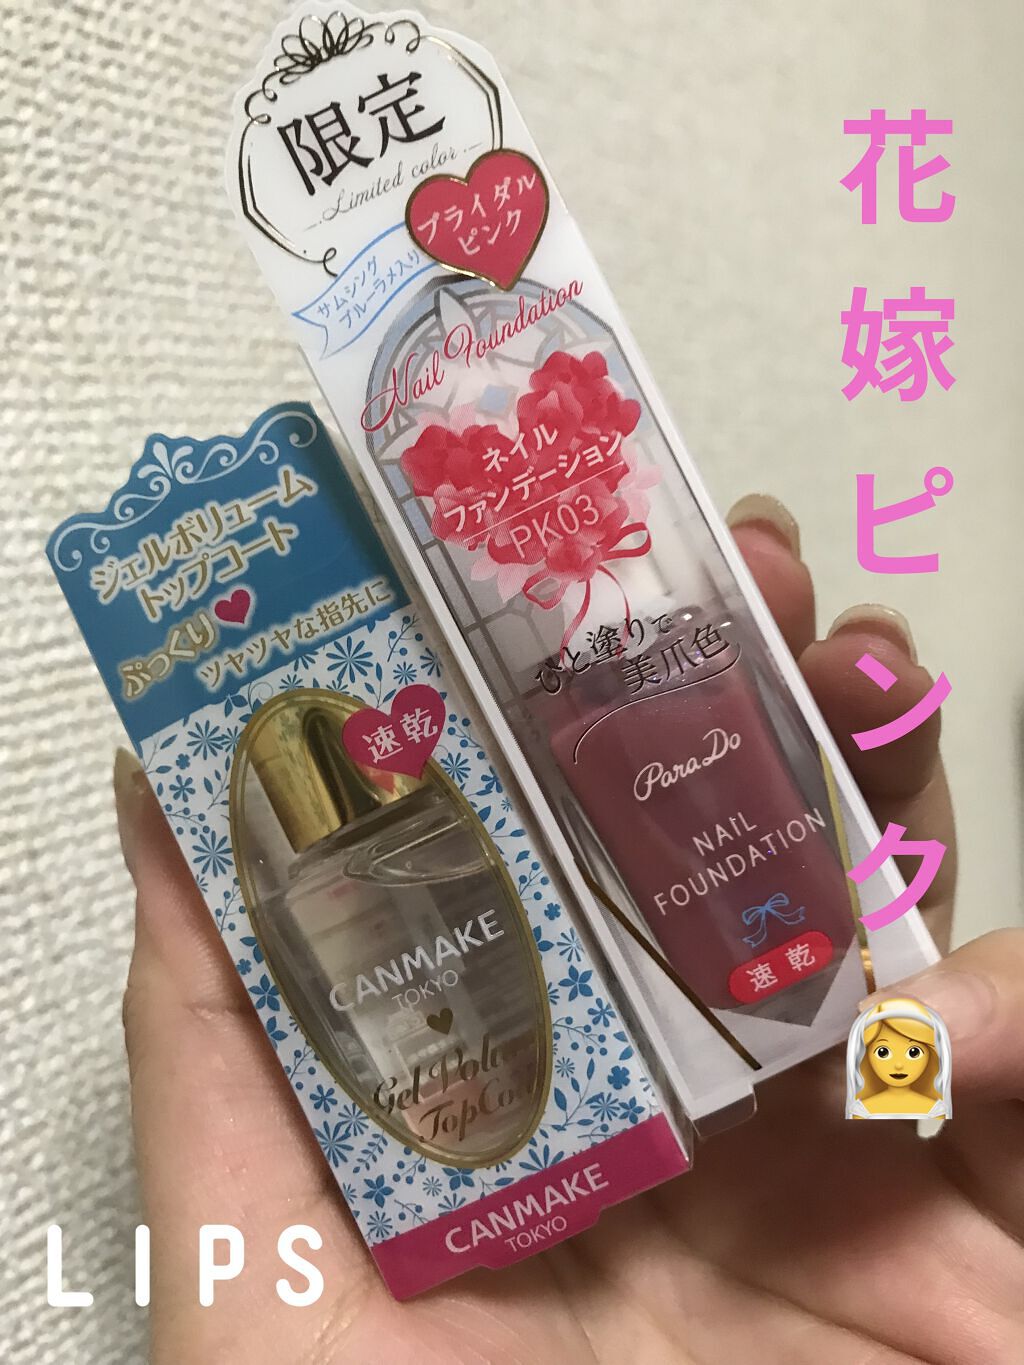 限定
Limited color
ブライダル
ピンク
サムシング
ブルーラメ入り
Nail Foundation
ネイル
ファンデーション
PK03
ひと塗りで
美爪色
ParaDo
NAIL
FOUNDATION
速乾
花嫁ピンク
ジェルボリューム
トップコート
ぷっくり♥
ツヤツヤな指先に
速乾
CANMAKE
TOKYO
Gel Volu
TopCoa
CANMAKE
TOKYO
LIPS